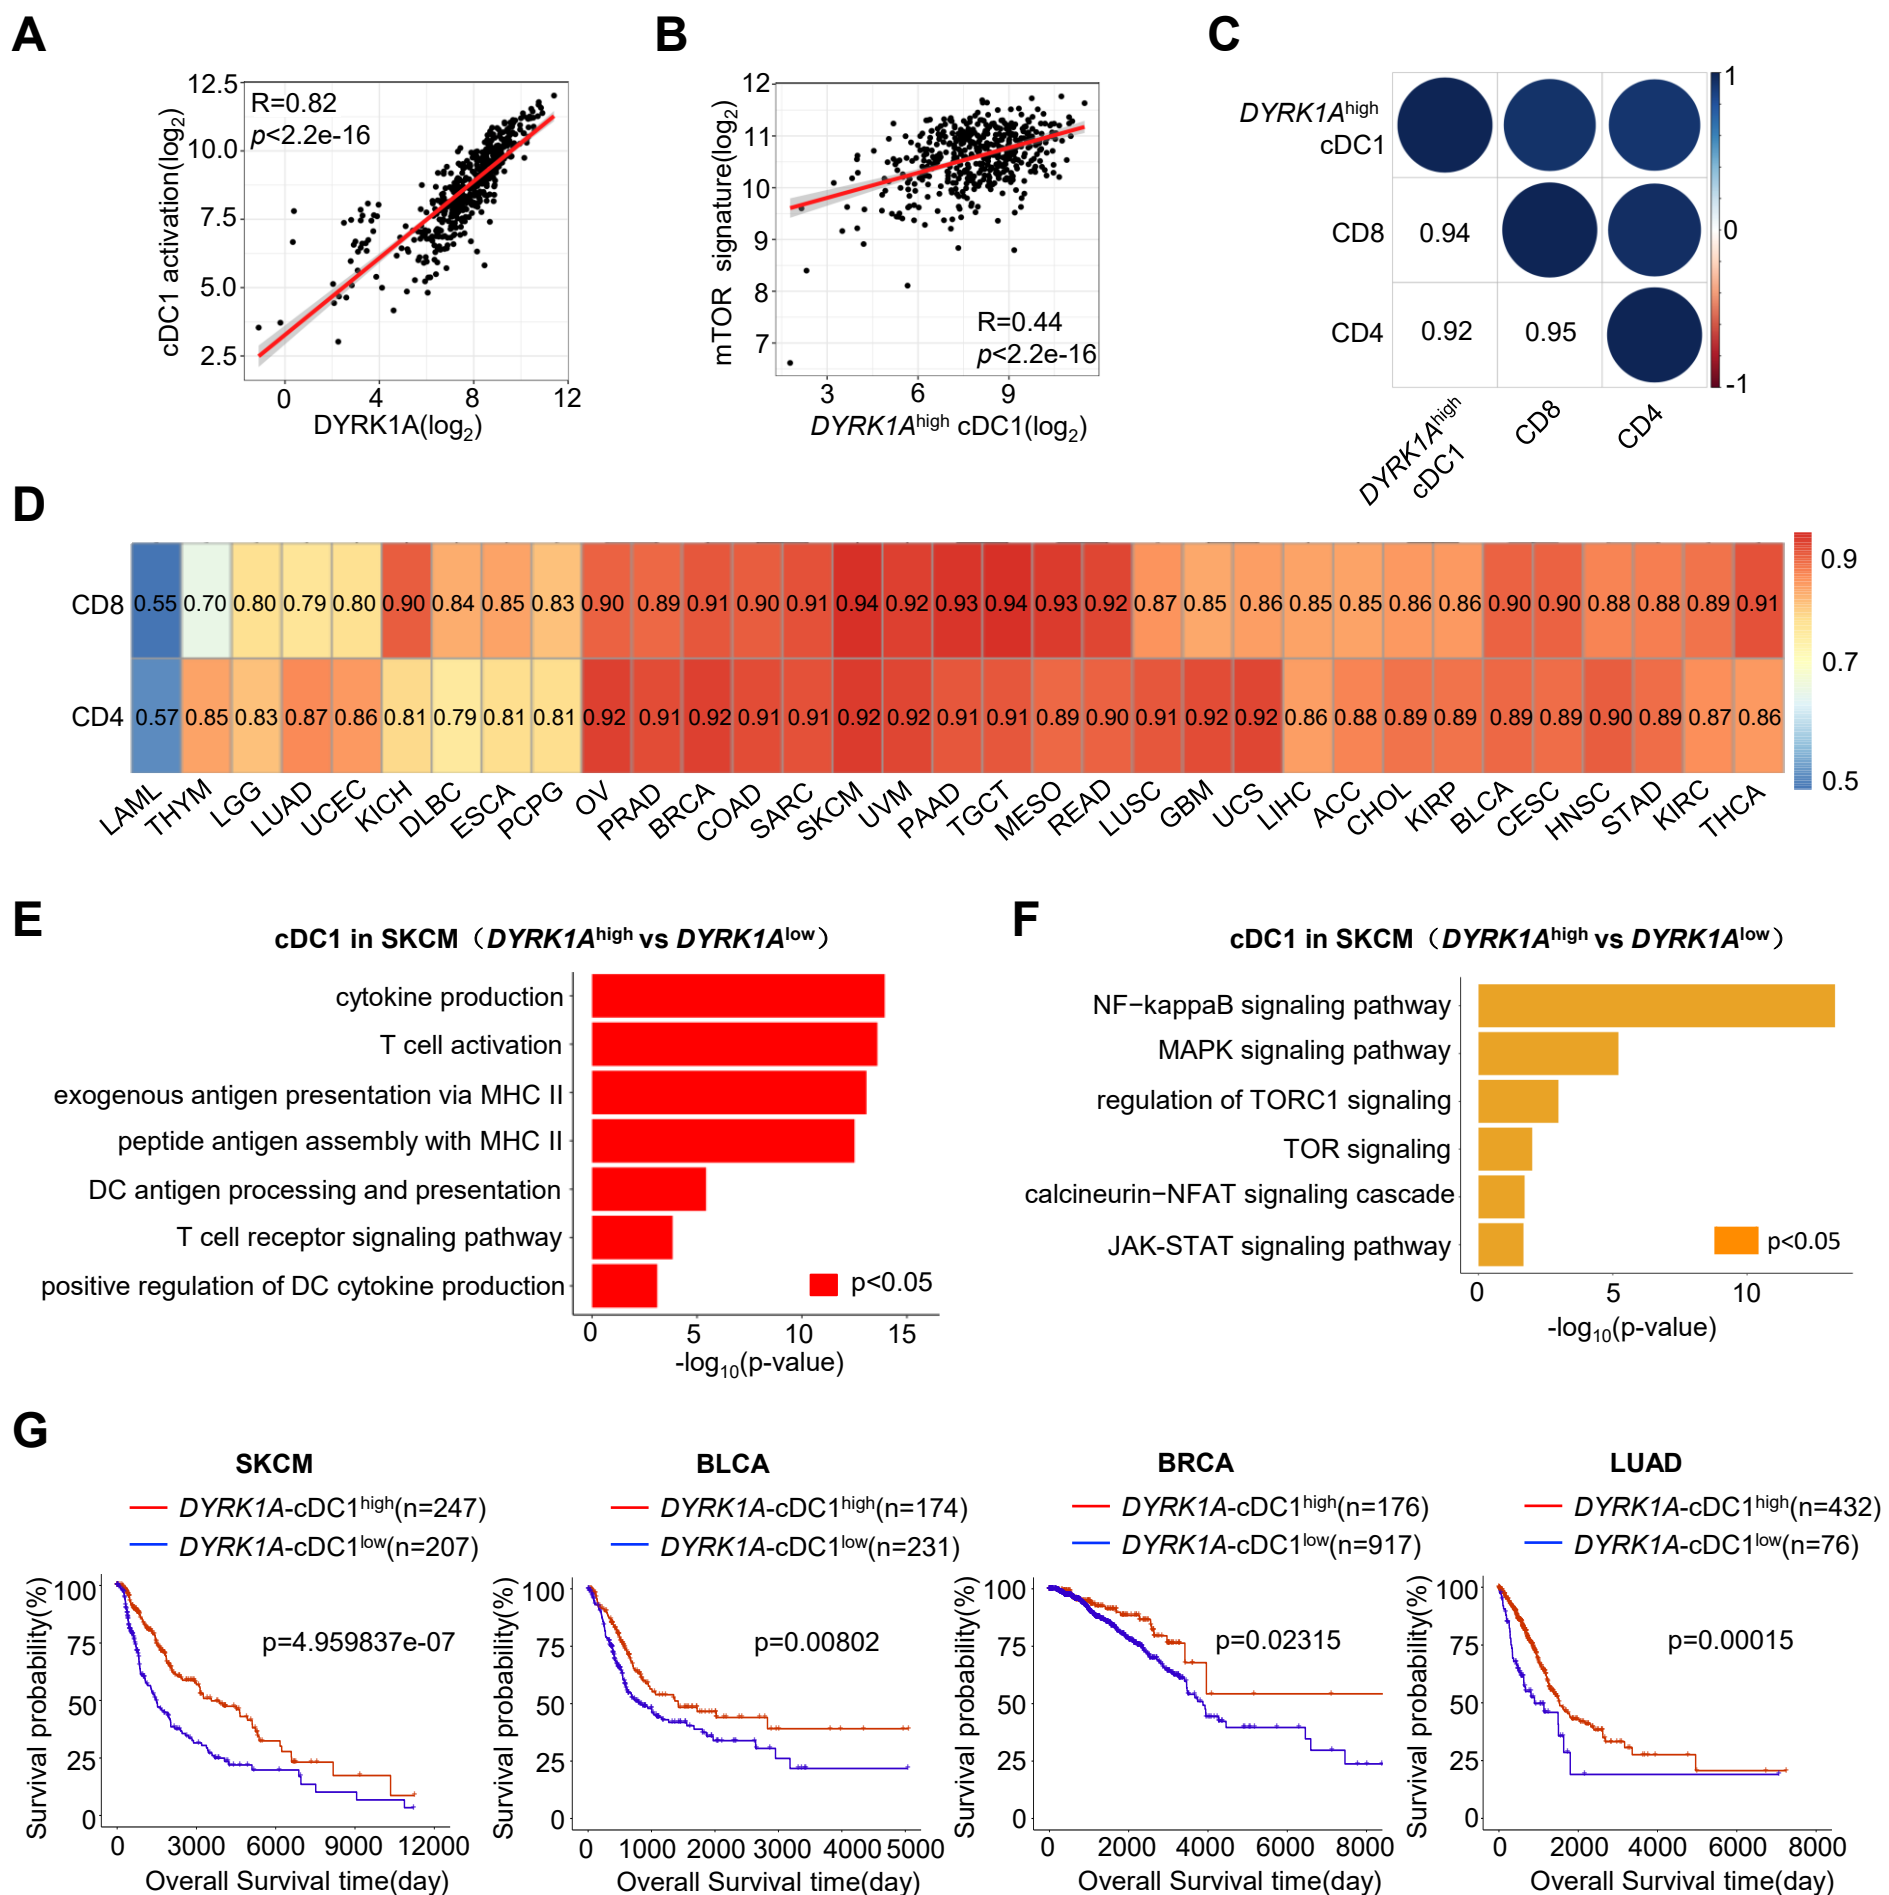 A
12.5
10.0
7.5
5.0
2.5
cDC1 activation(log2)
R=0.82
p<2.2e-16
0 4 8 12
DYRK1A(log2)
B
12
11
10
9
8
7
mTOR signature(log2)
R=0.44
p<2.2e-16
3 6 9
DYRK1Ahigh cDC1(log2)
C
DYRK1Ahigh
cDC1
CD8 0.94
CD4 0.92 0.95
DYRK1Ahigh
cDC1
CD8
CD4
1
0
-1
D
CD8 0.55 0.70 0.80 0.79 0.80 0.90 0.84 0.85 0.83 0.90 0.89 0.91 0.90 0.91 0.94 0.92 0.93 0.94 0.93 0.92 0.87 0.85 0.86 0.85 0.85 0.86 0.86 0.90 0.90 0.88 0.88 0.89 0.91
CD4 0.57 0.85 0.83 0.87 0.86 0.81 0.79 0.81 0.81 0.92 0.91 0.92 0.91 0.91 0.92 0.92 0.91 0.91 0.89 0.90 0.91 0.92 0.92 0.86 0.88 0.89 0.89 0.89 0.89 0.90 0.89 0.87 0.86
LAML THYM LGG LUAD UCEC KICH DLBC ESCA PCPG OV PRAD BRCA COAD SARC SKCM UVM PAAD TGCT MESO READ LUSC GBM UCS LIHC ACC CHOL KIRP BLCA CESC HNSC STAD KIRC THCA
0.9
0.7
0.5
E
cDC1 in SKCM（DYRK1Ahigh vs DYRK1Alow）
cytokine production
T cell activation
exogenous antigen presentation via MHC II
peptide antigen assembly with MHC II
DC antigen processing and presentation
T cell receptor signaling pathway
positive regulation of DC cytokine production
p<0.05
0 5 10 15
-log10(p-value)
F
cDC1 in SKCM（DYRK1Ahigh vs DYRK1Alow）
NF−kappaB signaling pathway
MAPK signaling pathway
regulation of TORC1 signaling
TOR signaling
calcineurin−NFAT signaling cascade
JAK-STAT signaling pathway
p<0.05
0 5 10
-log10(p-value)
G
SKCM
DYRK1A-cDC1high(n=247)
DYRK1A-cDC1low(n=207)
Survival probability(%)
100
75
50
25
0
p=4.959837e-07
0 3000 6000 9000 12000
Overall Survival time(day)
BLCA
DYRK1A-cDC1high(n=174)
DYRK1A-cDC1low(n=231)
Survival probability(%)
100
75
50
25
0
p=0.00802
0 1000 2000 3000 4000 5000
Overall Survival time(day)
BRCA
DYRK1A-cDC1high(n=176)
DYRK1A-cDC1low(n=917)
Survival probability(%)
100
75
50
25
0
p=0.02315
0 2000 4000 6000 8000
Overall Survival time(day)
LUAD
DYRK1A-cDC1high(n=432)
DYRK1A-cDC1low(n=76)
Survival probability(%)
100
75
50
25
0
p=0.00015
0 2000 4000 6000 8000
Overall Survival time(day)